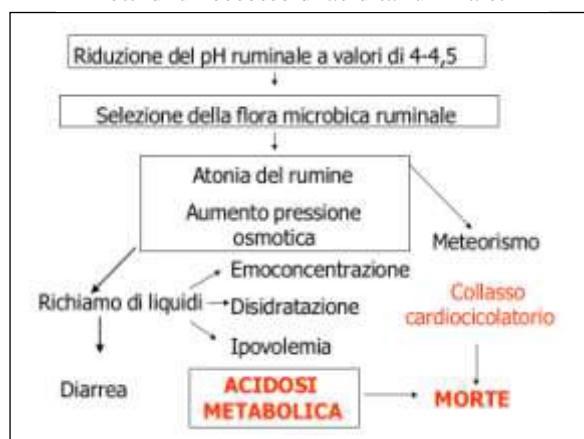 Riduzione del pH ruminale a valori di 4-4,5
Selezione della flora microbica ruminale
Atonia del rumine
Aumento pressione
osmotica
Meteorismo
Emoconcentrazione
Richiamo di liquidi
Disidratazione
Ipovolemia
Collasso
cardiocicolatorio
Diarrea
ACIDOSI
METABOLICA
MORTE